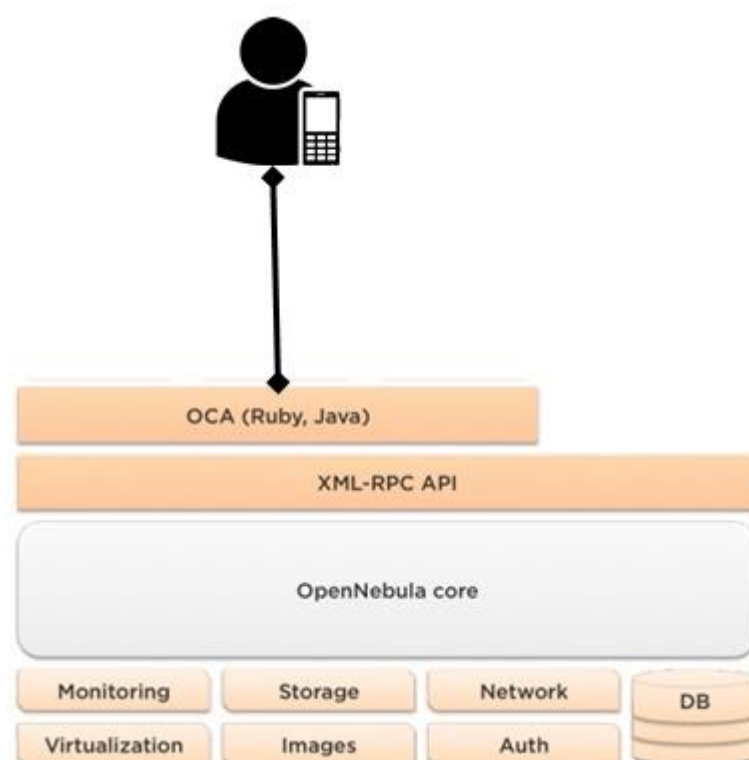 OCA (Ruby, Java)
XML-RPC API
OpenNebula core
Monitoring
Storage
Network
DB
Virtualization
Images
Auth